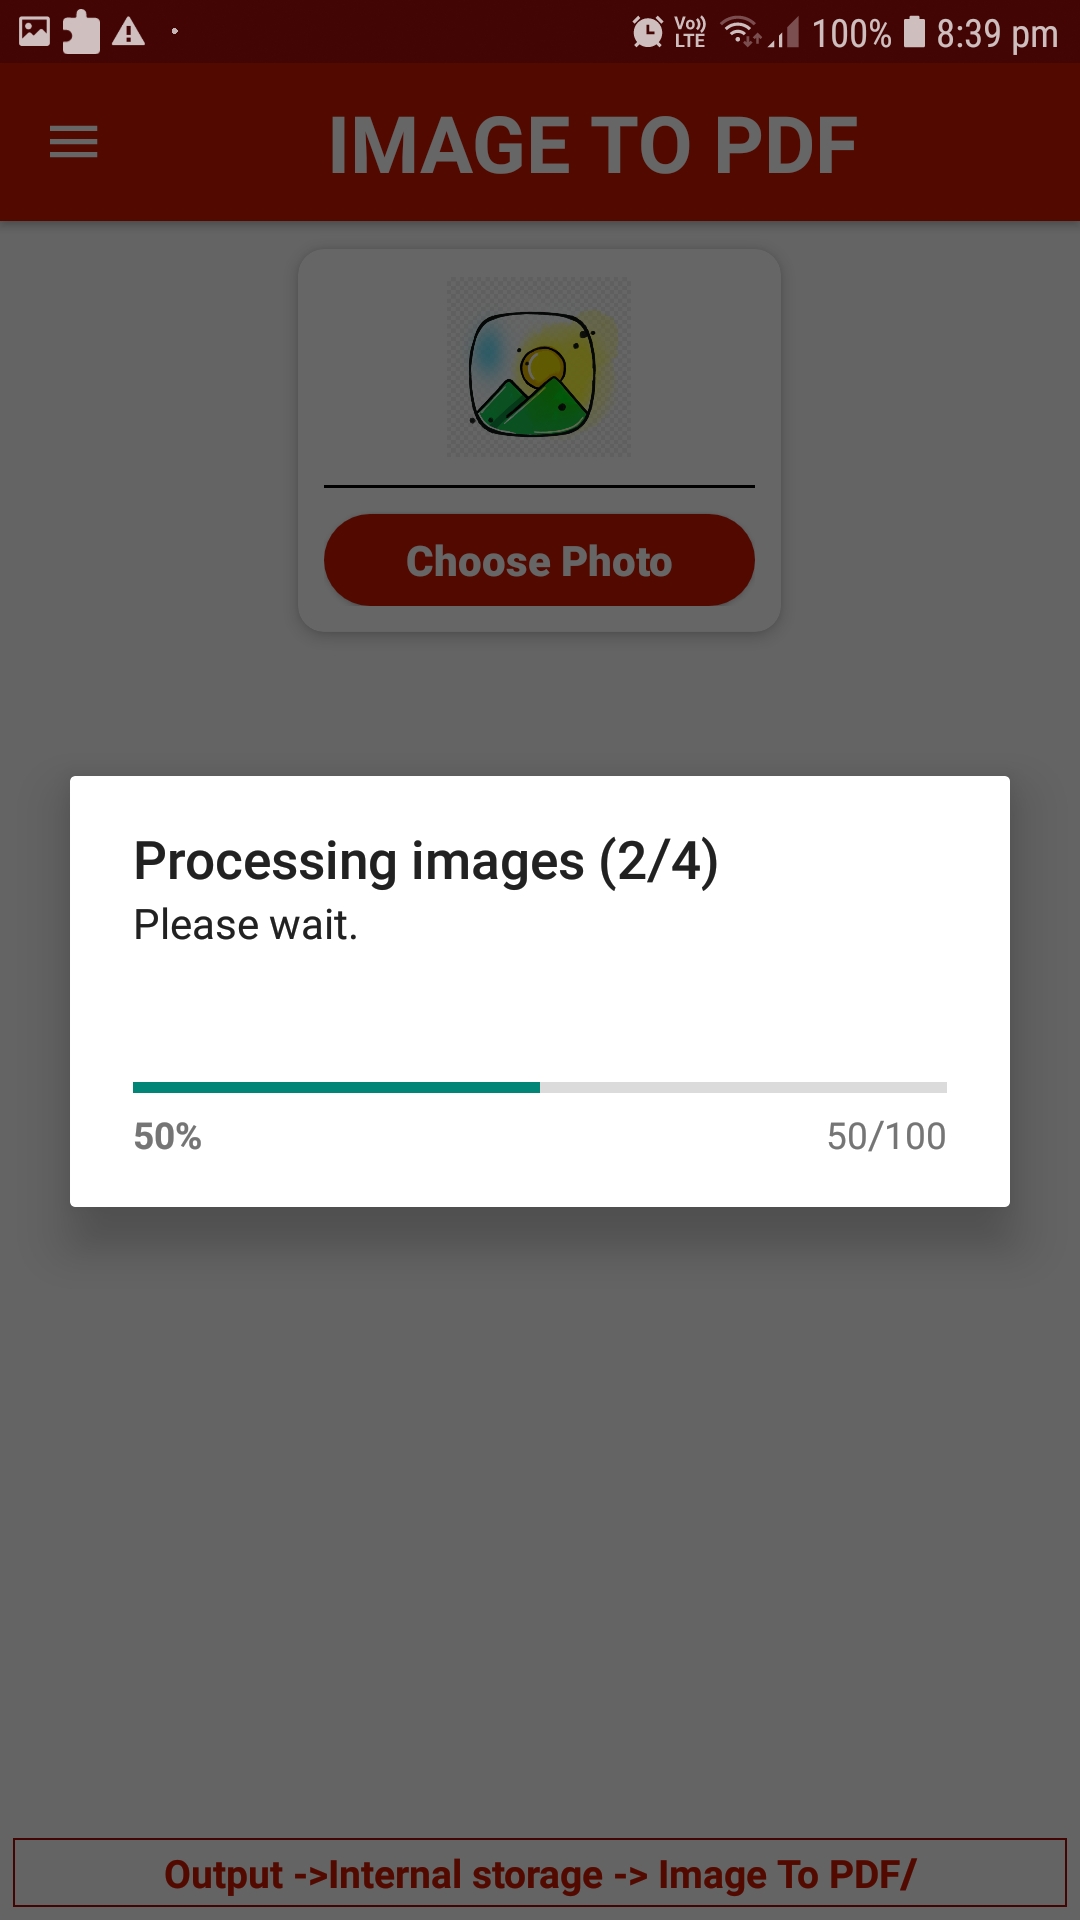 Vo)) LTE 100% 8:39 pm
IMAGE TO PDF
Choose Photo
Processing images (2/4)
Please wait.
50% 50/100
Output ->Internal storage -> Image To PDF/